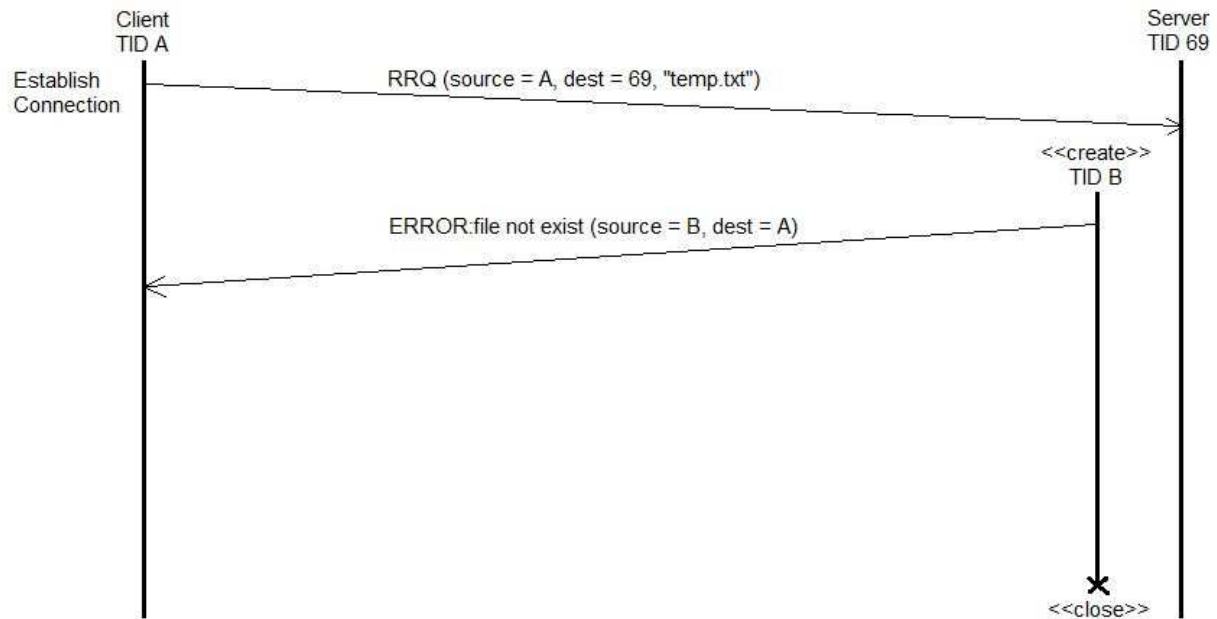 Client
TID A
Server
TID 69
Establish
Connection
RRQ (source = A, dest = 69, "temp.txt")
<<create>>
TID B
ERROR:file not exist (source = B, dest = A)
<<close>>